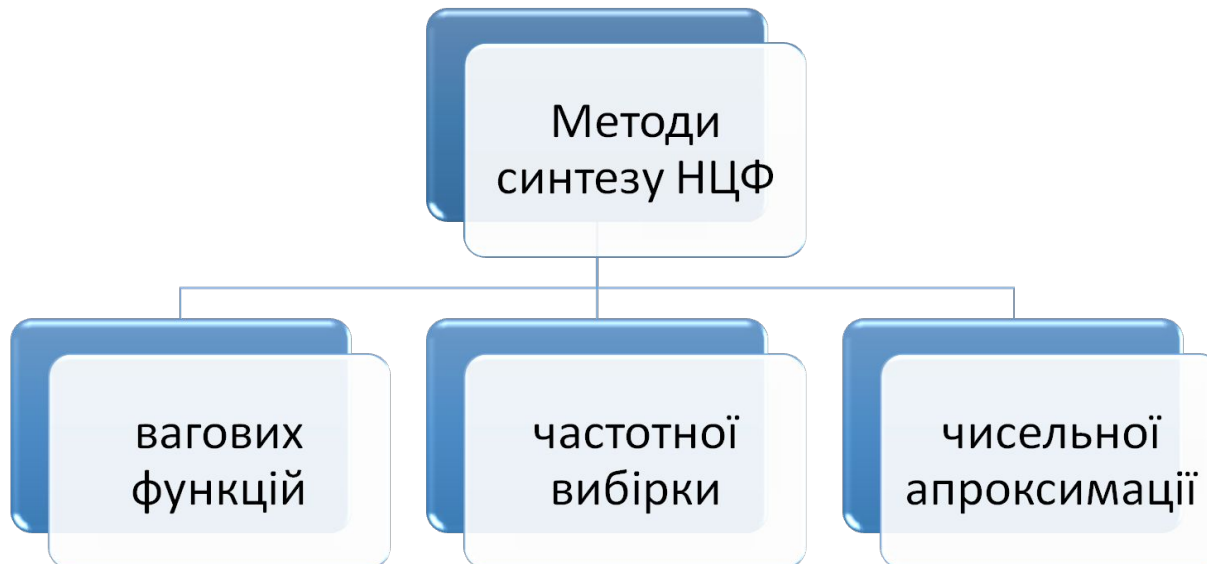 Методи
синтезу НЦФ
вагових
функцій
частотної
вибірки
чисельної
апроксимації